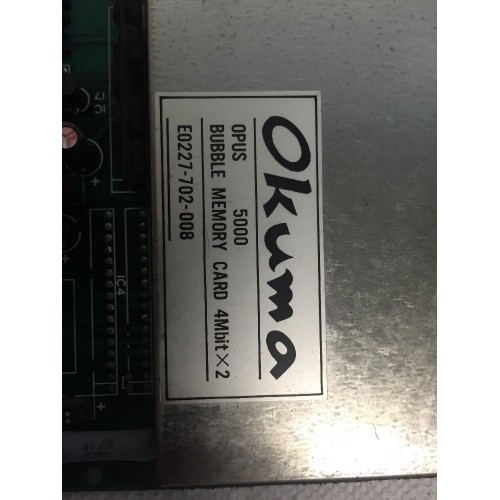 Okuma
OPUS 5000
BUBBLE MEMORY CARD 4Mbit×2
E0227-702-008
IC4